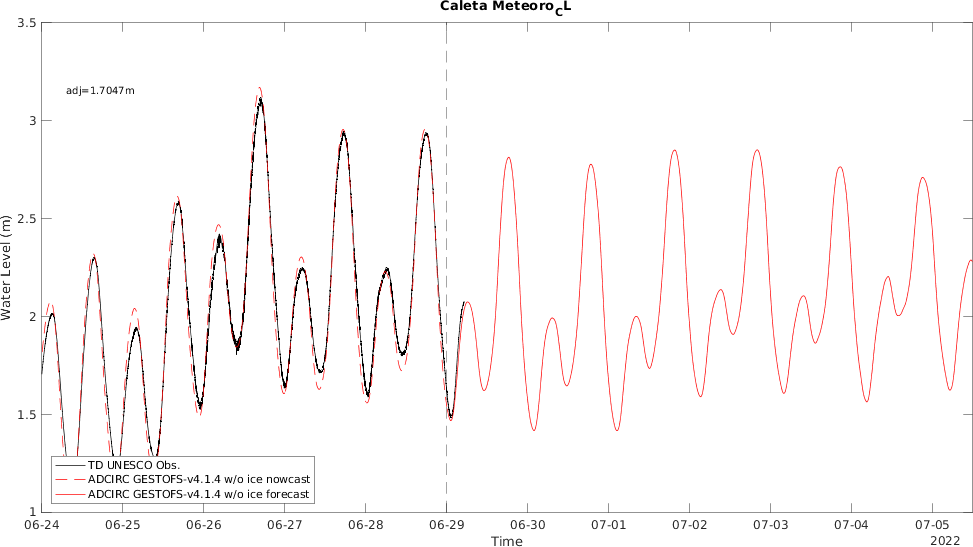 Caleta Meteoro_CL
3.5
adj=1.7047m
3
2.5
Water Level (m)
2
1.5
TD UNESCO Obs.
ADCIRC GESTOFS-v4.1.4 w/o ice nowcast
ADCIRC GESTOFS-v4.1.4 w/o ice forecast
1
06-24 06-25 06-26 06-27 06-28 06-29 06-30 07-01 07-02 07-03 07-04 07-05
Time 2022